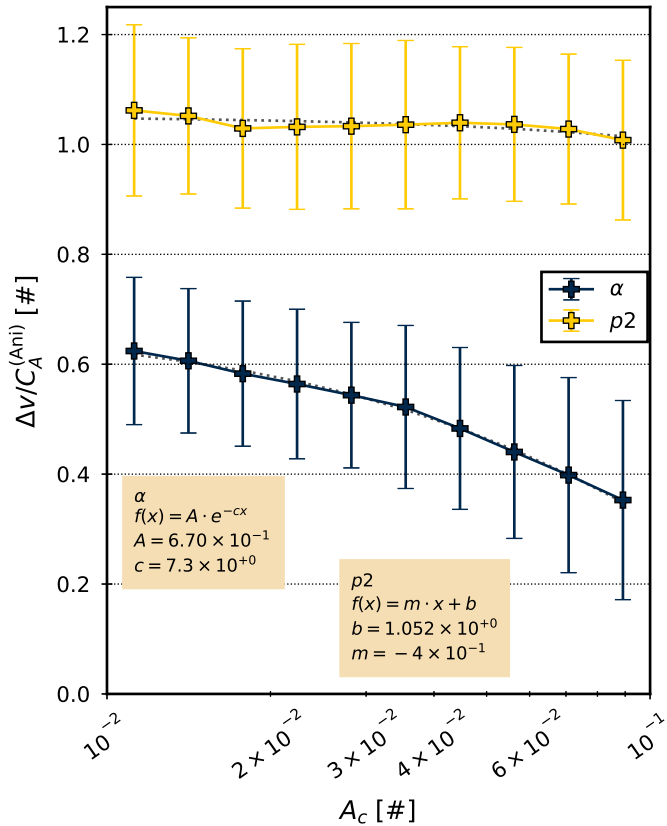 1.2
1.0
0.8
0.6
0.4
0.2
0.0
Δv/C_A^(Ani) [#]
α
p2
α
f(x) = A · e^{−cx}
A = 6.70 × 10^{−1}
c = 7.3 × 10^{+0}
p2
f(x) = m · x + b
b = 1.052 × 10^{+0}
m = −4 × 10^{−1}
10^{−2}
2 × 10^{−2}
3 × 10^{−2}
4 × 10^{−2}
6 × 10^{−2}
10^{−1}
A_c [#]